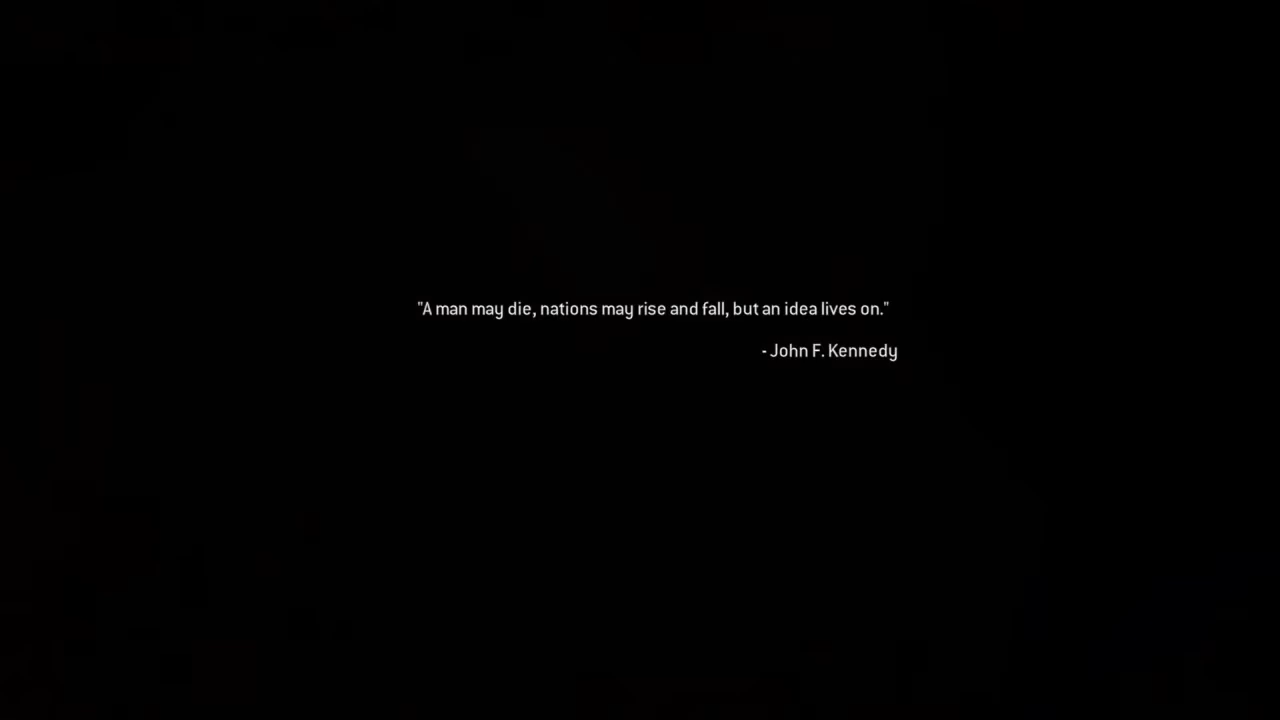 "A man may die, nations may rise and fall, but an idea lives on."
- John F. Kennedy